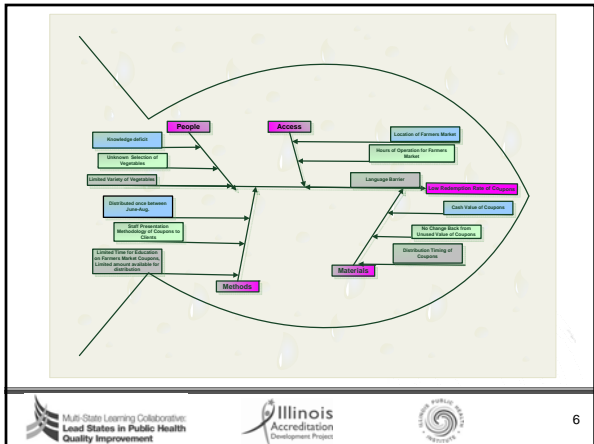 People
Access
Knowledge deficit
Unknown Selection of
Vegetables
Limited Variety of Vegetables
Location of Farmers Market
Hours of Operation for Farmers
Market
Language Barrier
Low Redemption Rate of Coupons
Distributed once between
June-Aug.
Staff Presentation
Methodology of Coupons to
Clients
Limited Time for Education
on Farmers Market Coupons,
Limited amount available for
distribution
Methods
Cash Value of Coupons
No Change Back from
Unused Value of Coupons
Distribution Timing of
Coupons
Materials
Multi-State Learning Collaborative:
Lead States in Public Health
Quality Improvement
Illinois
Accreditation
Development Project
ILLINOIS PUBLIC HEALTH
INSTITUTE
6